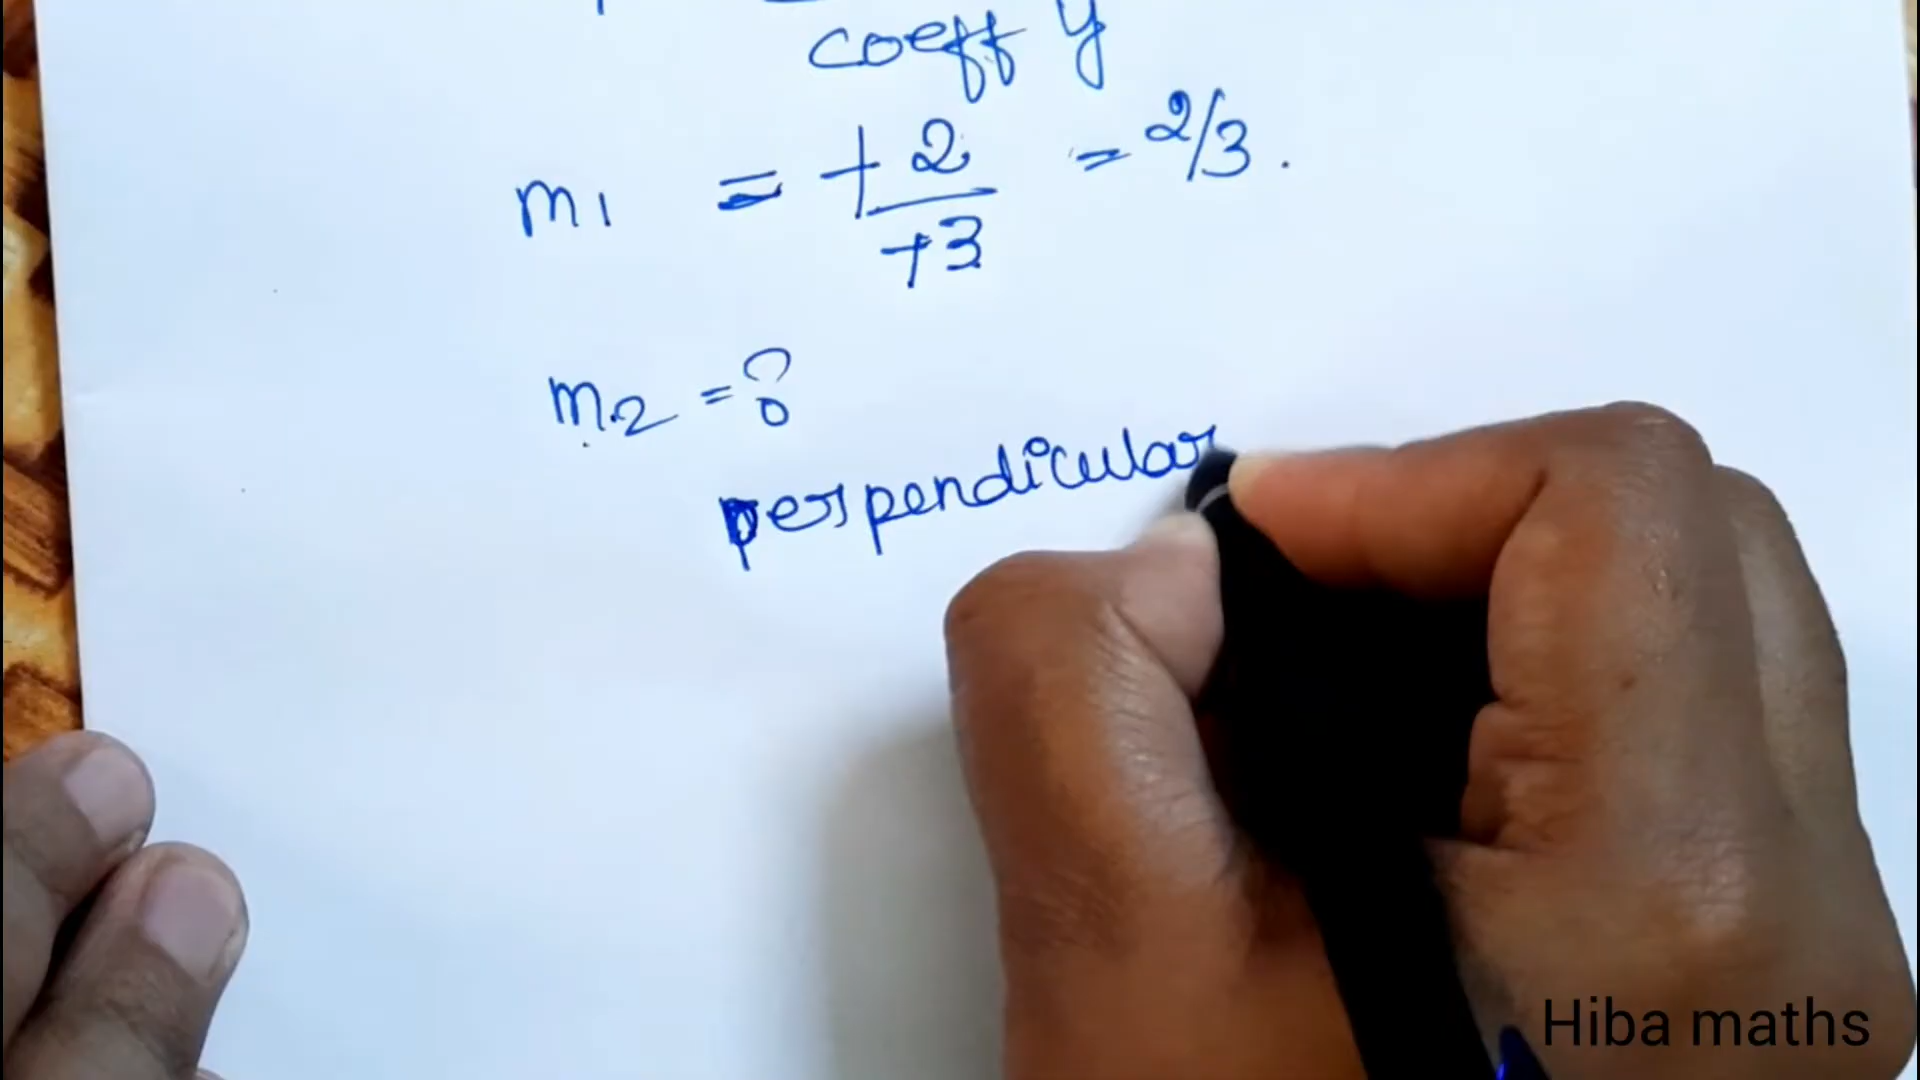 coeff y
m1 = +2/+3 = 2/3.
m2 = ?
perpendicular
Hiba maths